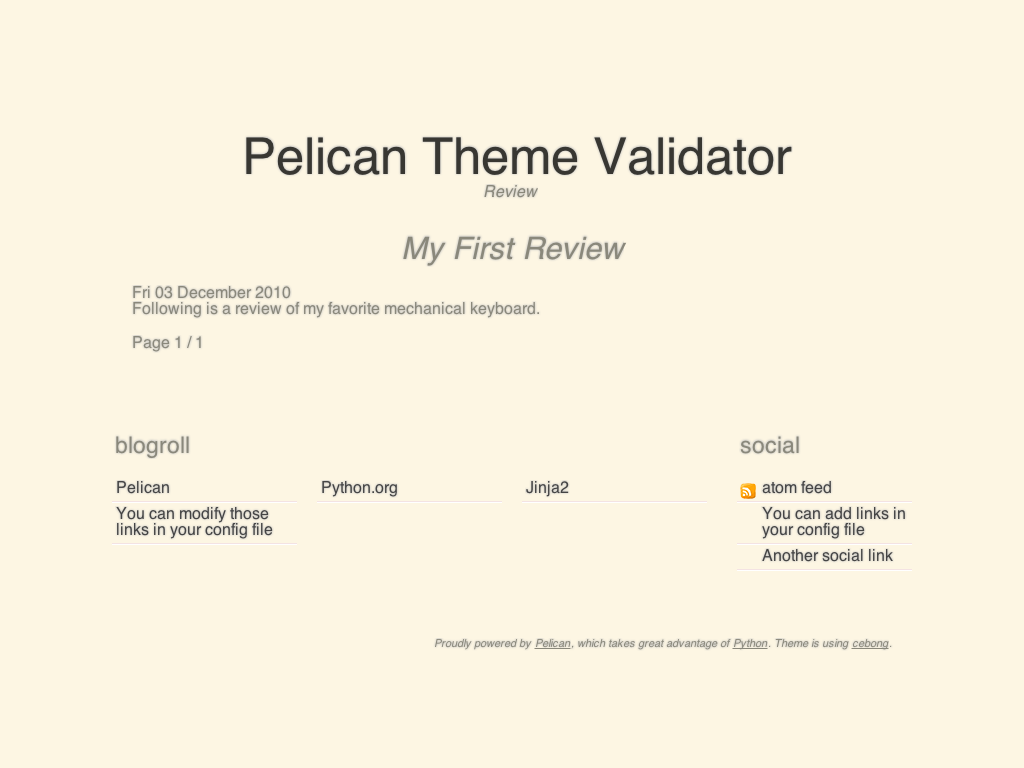 Pelican Theme Validator
Review
My First Review
Fri 03 December 2010
Following is a review of my favorite mechanical keyboard.
Page 1 / 1
blogroll
Pelican
Python.org
Jinja2
You can modify those
links in your config file
social
atom feed
You can add links in
your config file
Another social link
Proudly powered by Pelican, which takes great advantage of Python. Theme is using cebong.